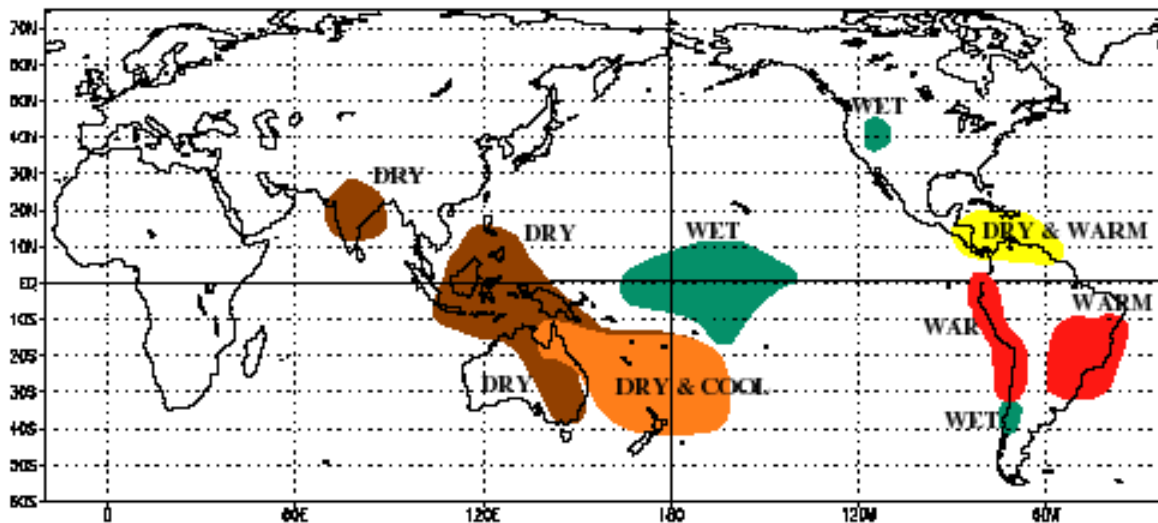 70N
60N
50N
WET
40N
30N
DRY
20N
DRY WET DRY & WARM
10N
EQ
WARM
10S
WAR
20S
DRY DRY & COOL
30S
WET
40S
50S
60S
0 60E 120E 180 120W 60W